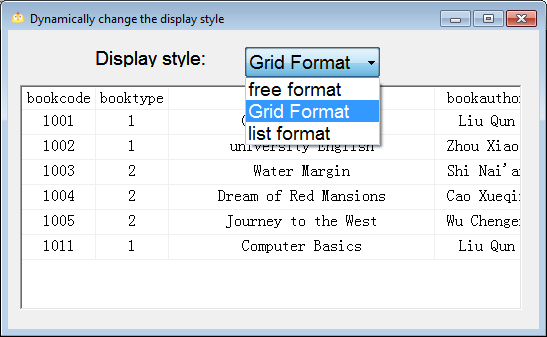 Dynamically change the display style
Display style: Grid Format
free format
Grid Format
list format
bookcode booktype bookautho
1001 1 Liu Qun
1002 1 university English Zhou Xiao
1003 2 Water Margin Shi Nai'
1004 2 Dream of Red Mansions Cao Xueqi
1005 2 Journey to the West Wu Chenge
1011 1 Computer Basics Liu Qun